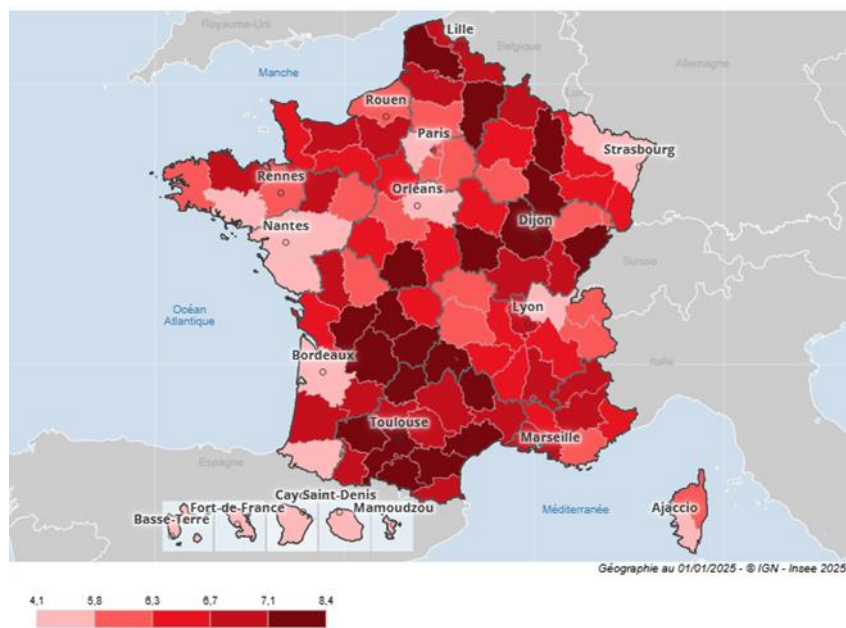 Royaume-Uni
Lille
Belgique
Allemagne
Manche
Lux
Rouen
Paris
Strasbourg
Rennes
Orléans
Nantes
Dijon
Suisse
Océan
Atlantique
Lyon
Bordeaux
Italie
Toulouse
Marseille
Espagne
Cay Saint-Denis
Fort-de-France
Mamoudzou
Basse-Terre
Méditerranée
Ajaccio
Géographie au 01/01/2025 - © IGN - Insee 2025
4,1 5,8 6,3 6,7 7,1 8,4